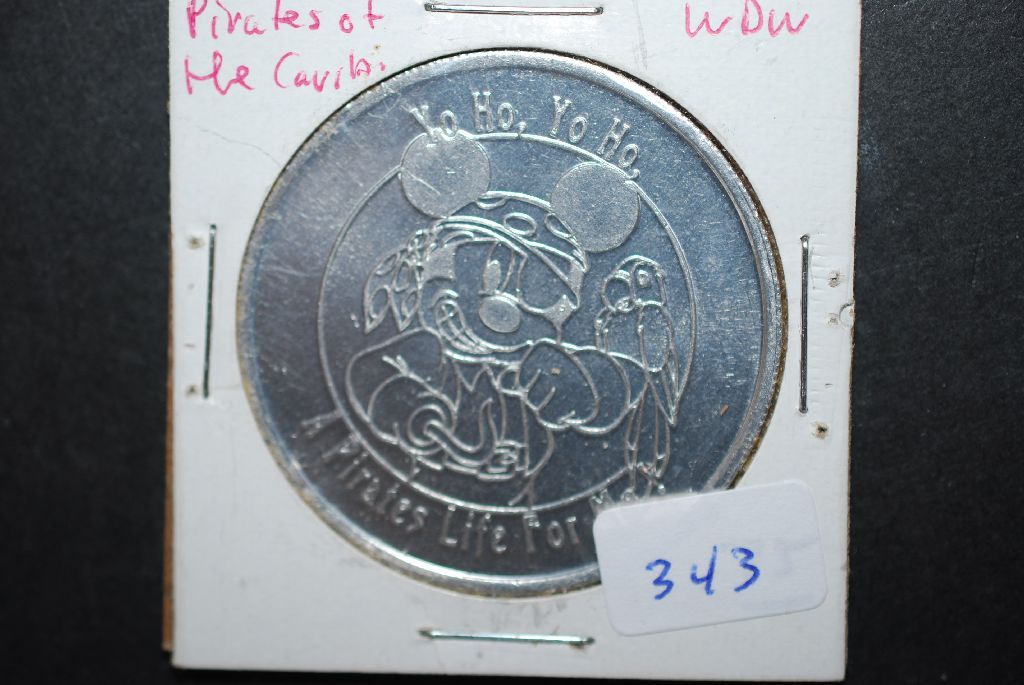 Pirates of
the Carib.
WDW
Yo Ho, Yo Ho,
A Pirates Life For
343